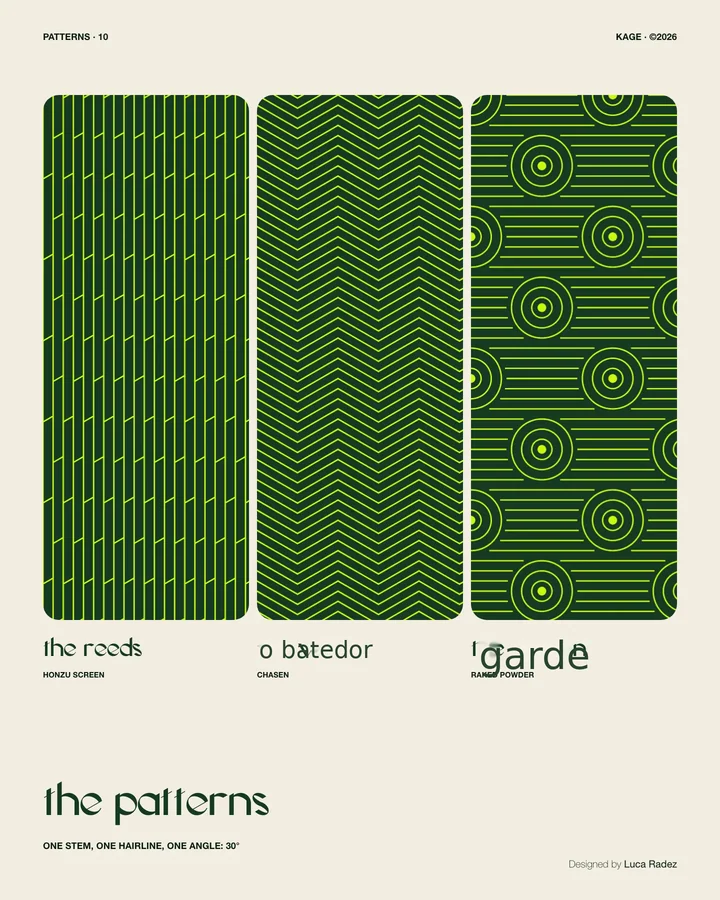 PATTERNS · 10
KAGE · ©2026
the reeds
o batedor
garde
HONZU SCREEN
CHASEN
RAKED POWDER
the patterns
ONE STEM, ONE HAIRLINE, ONE ANGLE: 30°
Designed by Luca Radez